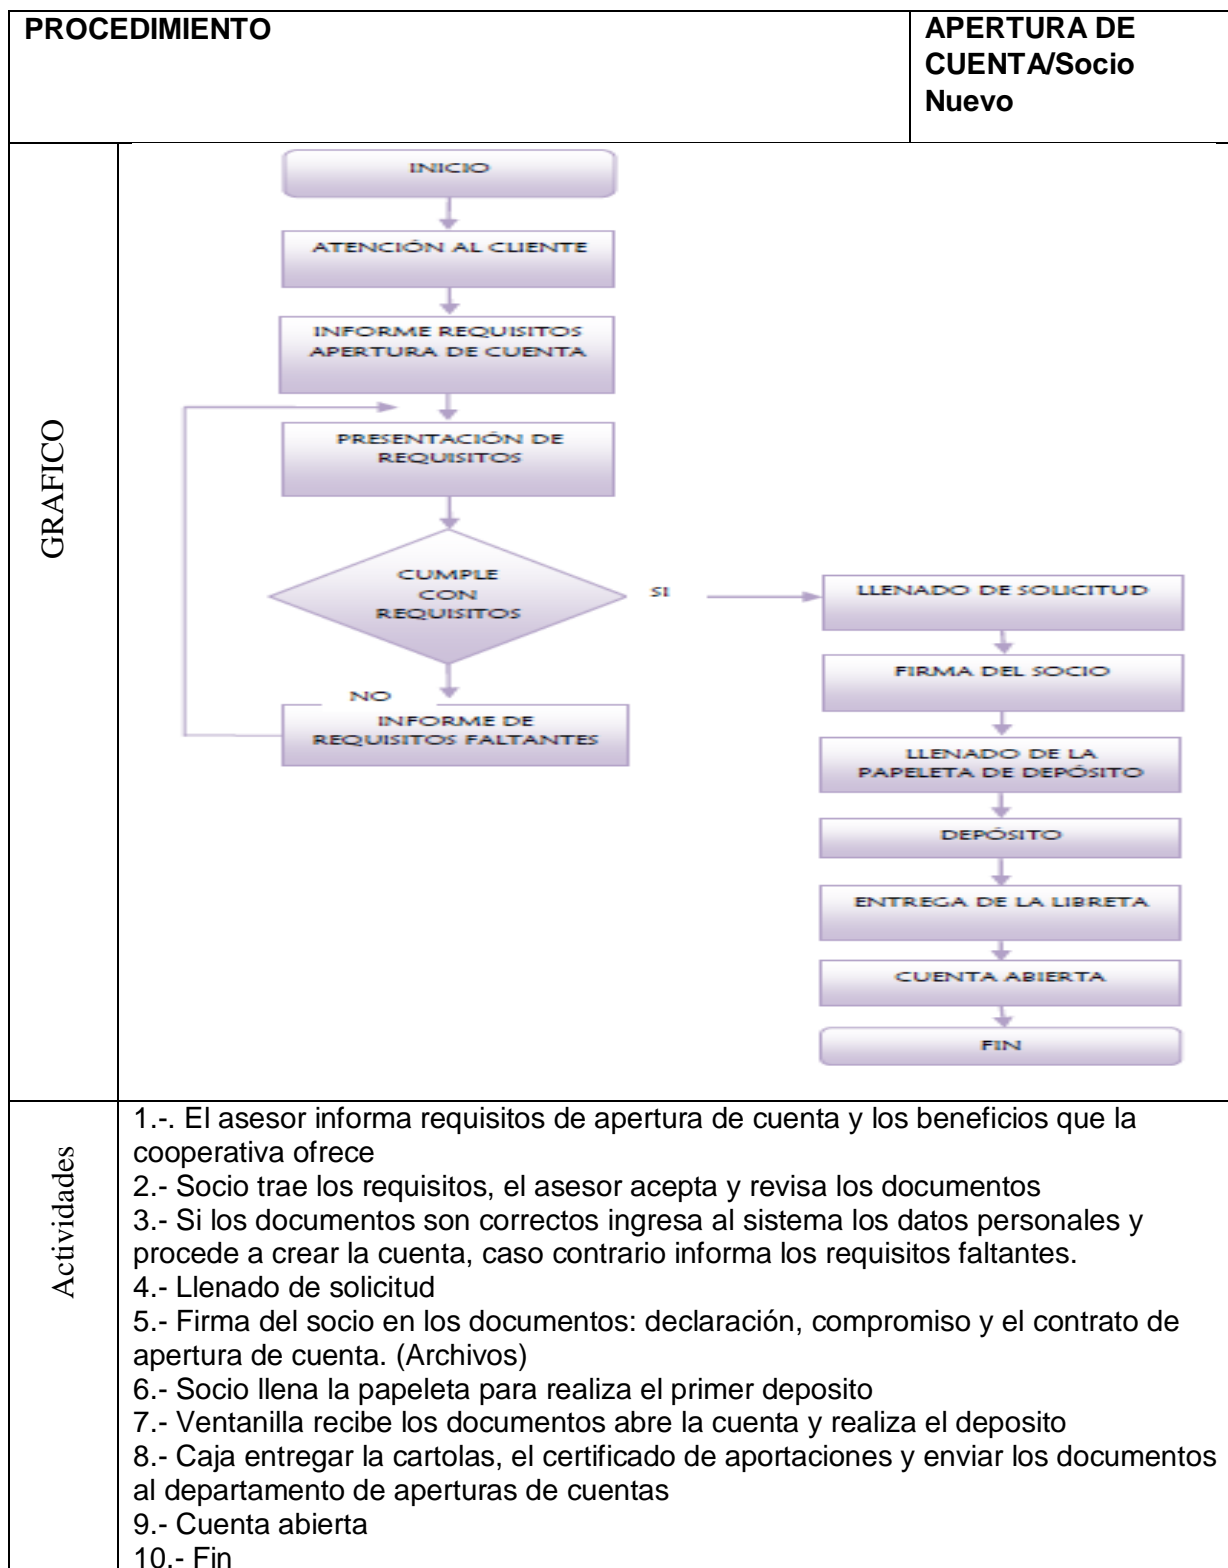 PROCEDIMIENTO
APERTURA DE
CUENTA/Socio
Nuevo
GRAFICO
INICIO
ATENCIÓN AL CLIENTE
INFORME REQUISITOS
APERTURA DE CUENTA
PRESENTACIÓN DE
REQUISITOS
CUMPLE
CON
REQUISITOS
SI
NO
INFORME DE
REQUISITOS FALTANTES
LLENADO DE SOLICITUD
FIRMA DEL SOCIO
LLENADO DE LA
PAPELETA DE DEPÓSITO
DEPÓSITO
ENTREGA DE LA LIBRETA
CUENTA ABIERTA
FIN
Actividades
1.-. El asesor informa requisitos de apertura de cuenta y los beneficios que la
cooperativa ofrece
2.- Socio trae los requisitos, el asesor acepta y revisa los documentos
3.- Si los documentos son correctos ingresa al sistema los datos personales y
procede a crear la cuenta, caso contrario informa los requisitos faltantes.
4.- Llenado de solicitud
5.- Firma del socio en los documentos: declaración, compromiso y el contrato de
apertura de cuenta. (Archivos)
6.- Socio llena la papeleta para realiza el primer deposito
7.- Ventanilla recibe los documentos abre la cuenta y realiza el deposito
8.- Caja entregar la cartolas, el certificado de aportaciones y enviar los documentos
al departamento de aperturas de cuentas
9.- Cuenta abierta
10.- Fin